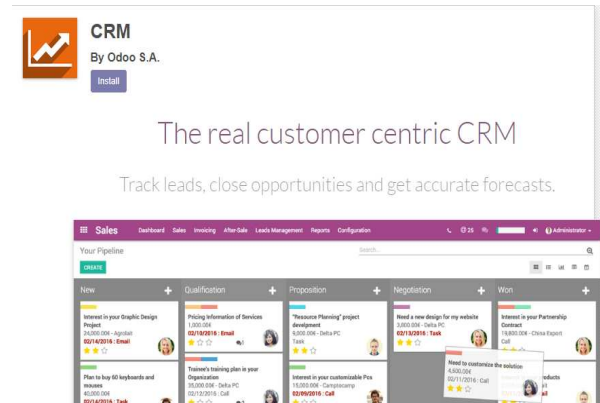 CRM
By Odoo S.A.
Install
The real customer centric CRM
Track leads, close opportunities and get accurate forecasts.
Sales Dashboard Sales Invoicing After-Sale Leads Management Reports Configuration 25 Administrator
Your Pipeline Search...
CREATE
New + Qualification + Proposition + Negotiation + Won +
Interest in your Graphic Design
Project
24,000.00€ - Agrolait
02/14/2016 : Email
Pricing Information of Services
1,000.00€
02/10/2016 : Email
"Resource Planning" project
develpment
9,000.00€ - Delta PC
Task
Need a new design for my website
3,800.00€ - Delta PC
02/13/2016 : Task
Interest in your Partnership
Contract
19,800.00€ - China Export
Call
Need to customize the solution
4,600.00€
02/11/2016 : Call
Plan to buy 60 keyboards and
mouses
40,000.00€
02/14/2016 : Task
Trainee's training plan in your
Organization
35,000.00€ - Delta PC
02/12/2016 : Call
Interest in your customizable Pcs
15,000.00€ - Camptocamp
02/09/2016 : Call
Products
Call